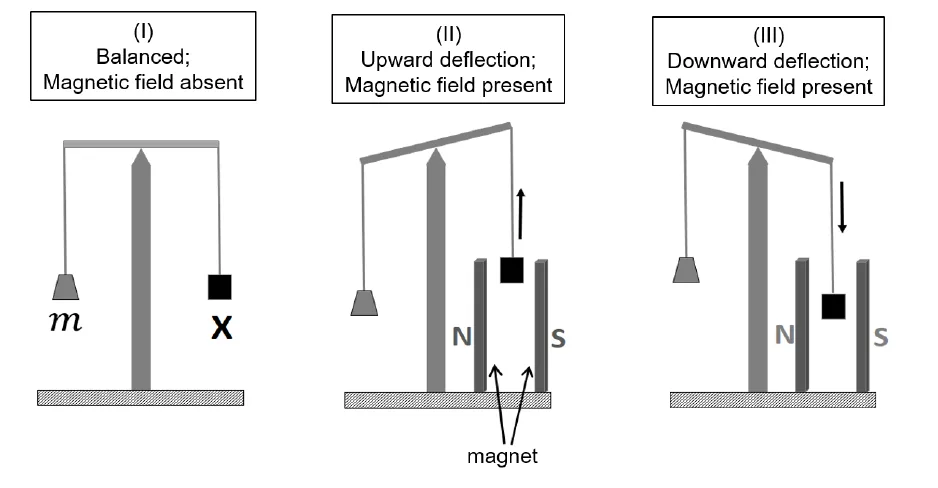 (I)
Balanced;
Magnetic field absent
(II)
Upward deflection;
Magnetic field present
(III)
Downward deflection;
Magnetic field present
m
X
N
S
magnet
N
S